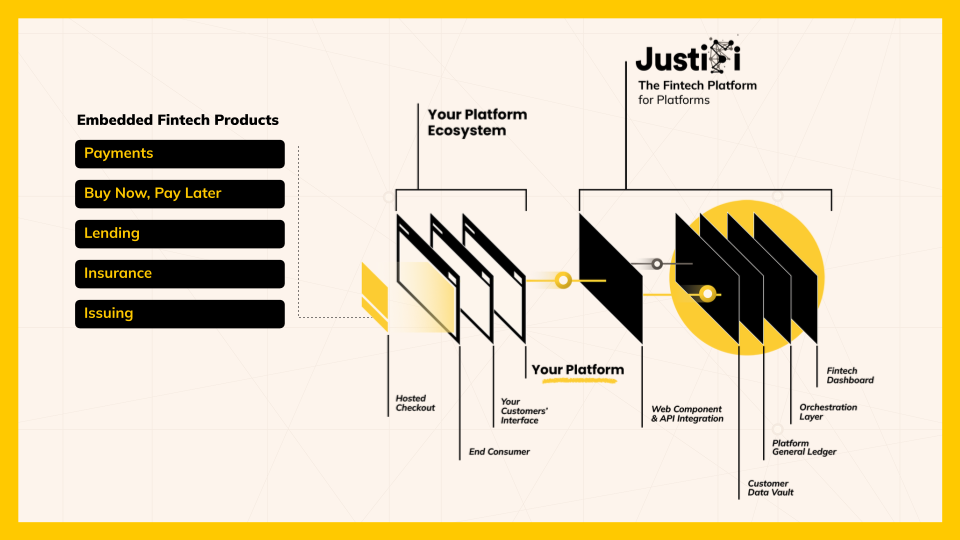 Embedded Fintech Products
Payments
Buy Now, Pay Later
Lending
Insurance
Issuing
Your Platform
Ecosystem
JustiFi
The Fintech Platform
for Platforms
Hosted
Checkout
End Consumer
Your
Customers'
Interface
Your Platform
Web Component
& API Integration
Customer
Data Vault
Platform
General Ledger
Orchestration
Layer
Fintech
Dashboard